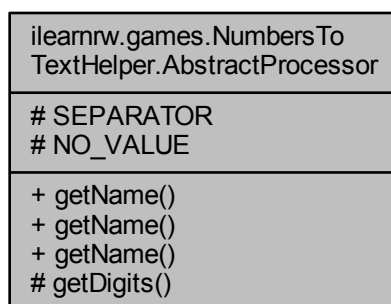 ilearnrw.games.NumbersTo
TextHelper.AbstractProcessor
# SEPARATOR
# NO_VALUE
+ getName()
+ getName()
+ getName()
# getDigits()